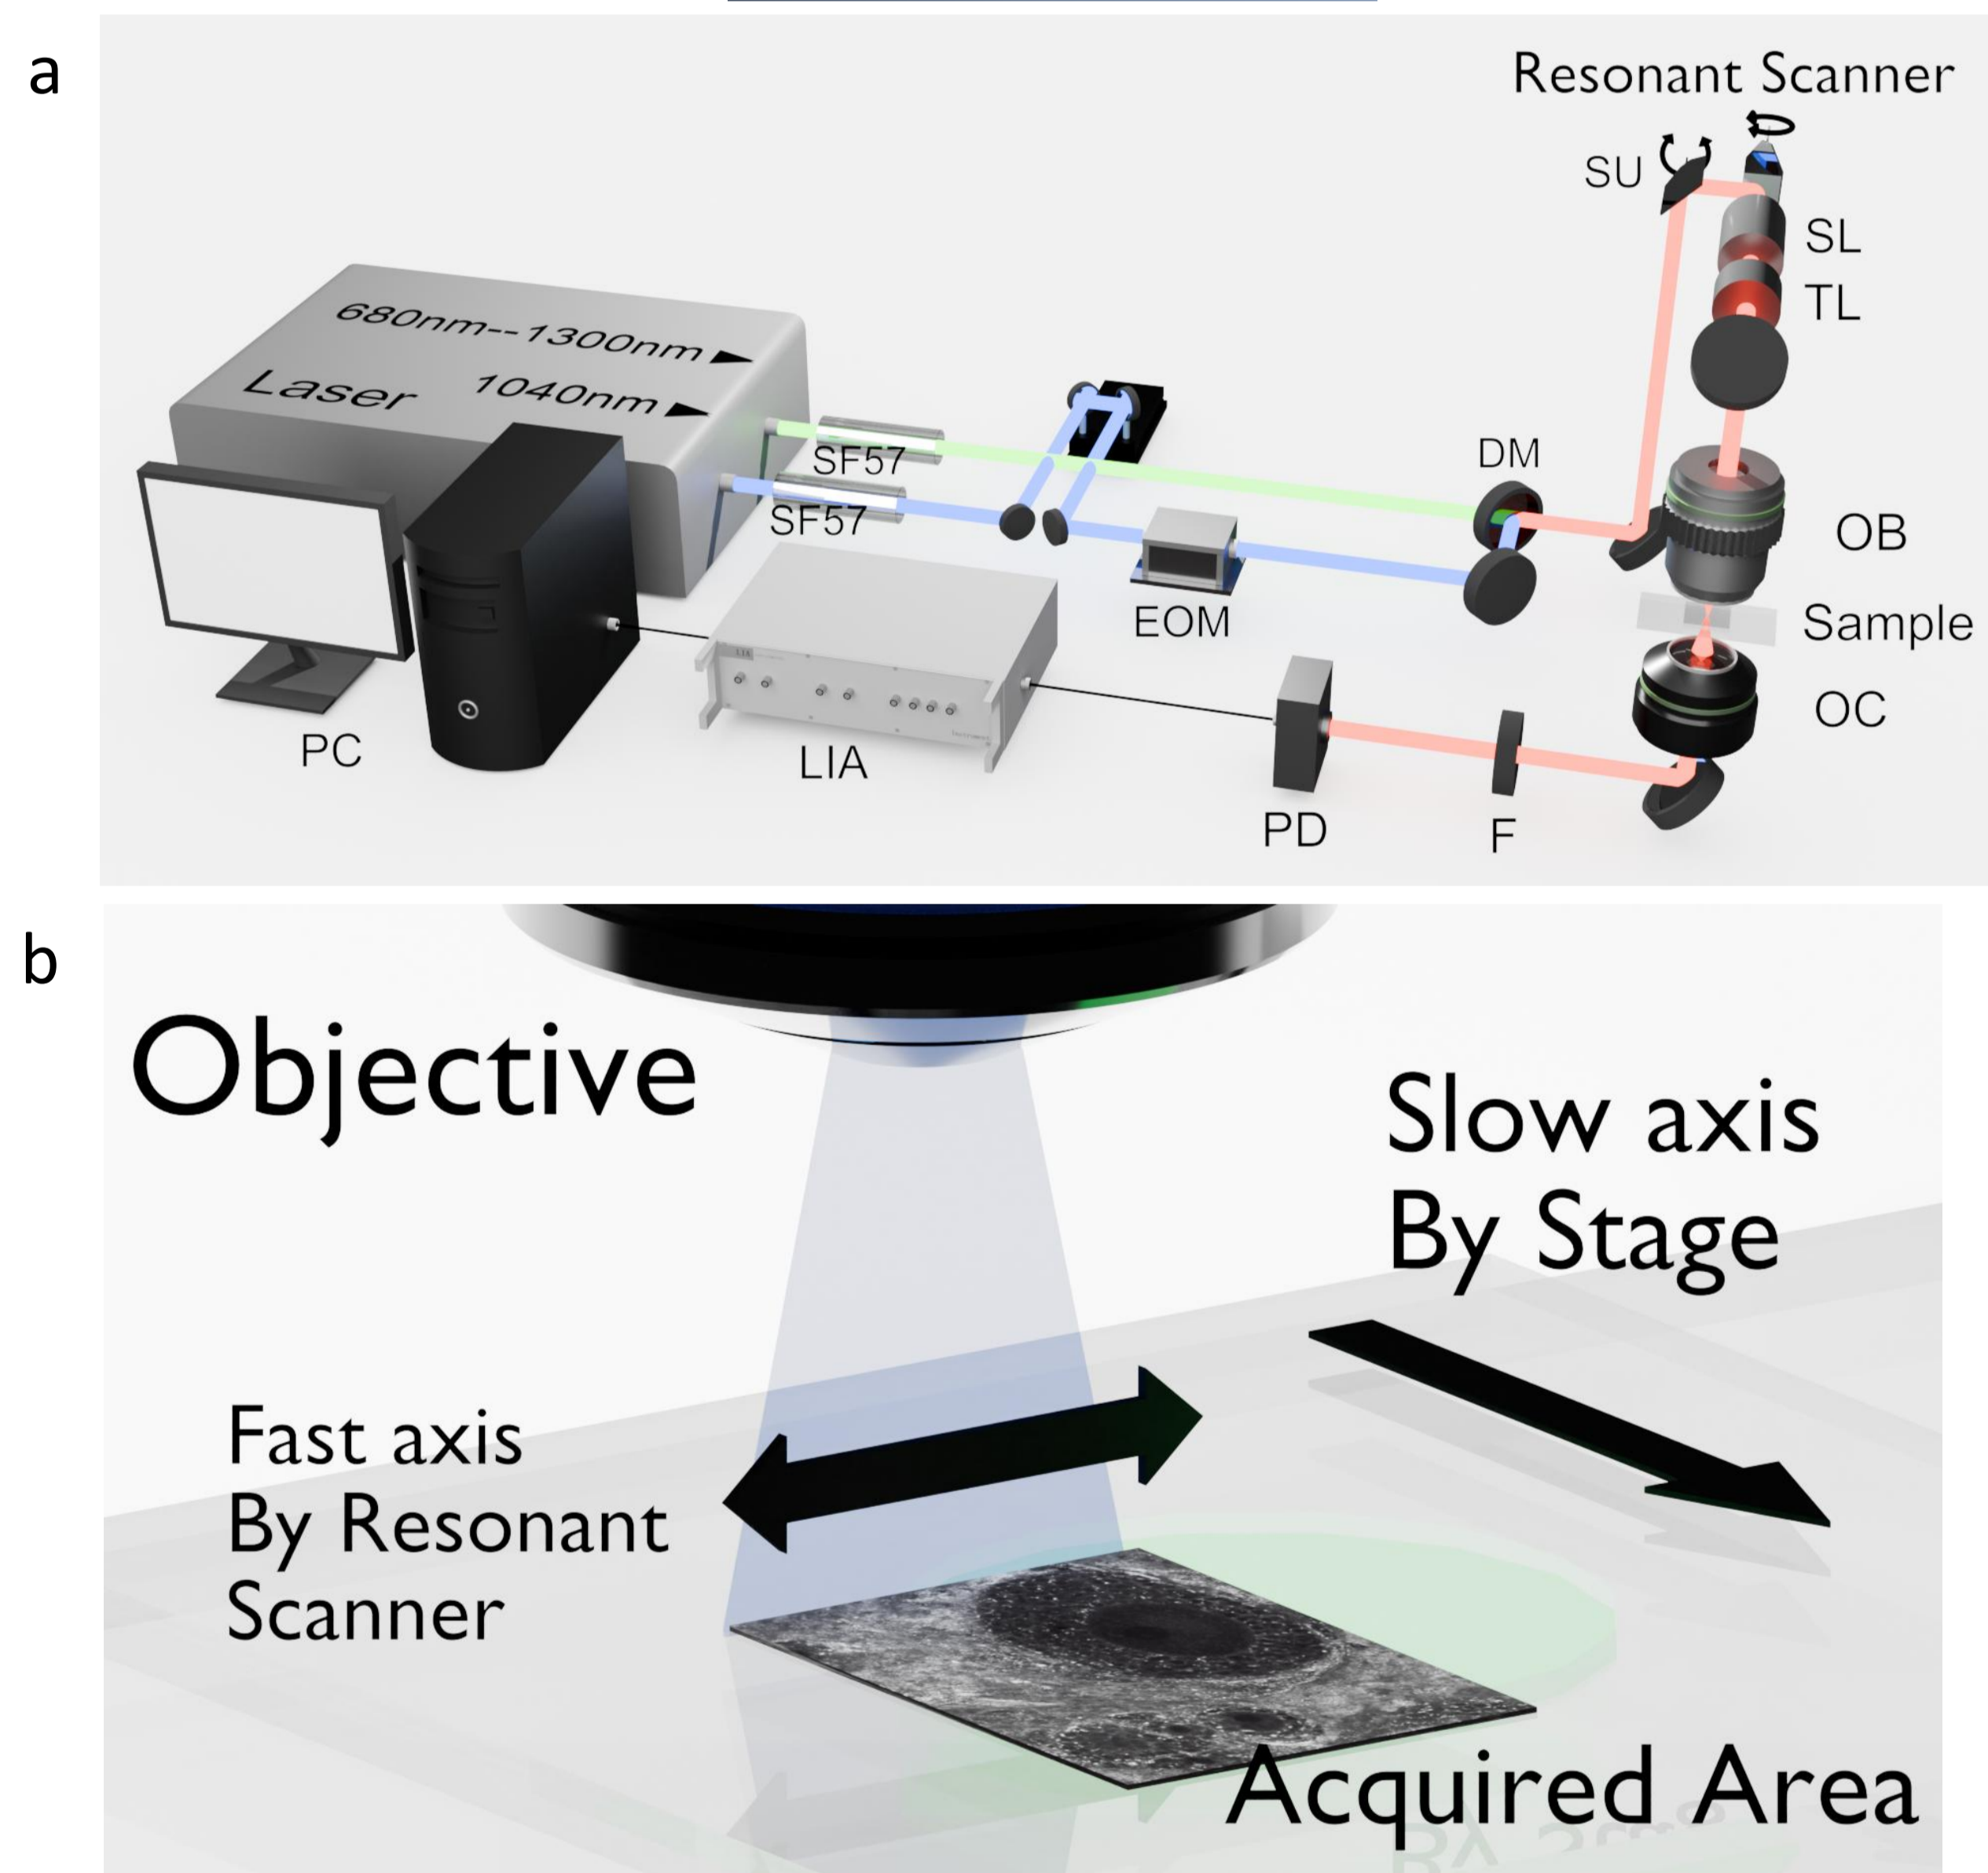 a
Resonant Scanner
SU
SL
TL
680nm--1300nm
Laser
1040nm
SF57
SF57
DM
OB
EOM
Sample
OC
PC
LIA
LIA
PD
F
b
Objective
Slow axis
By Stage
Fast axis
By Resonant
Scanner
Acquired Area